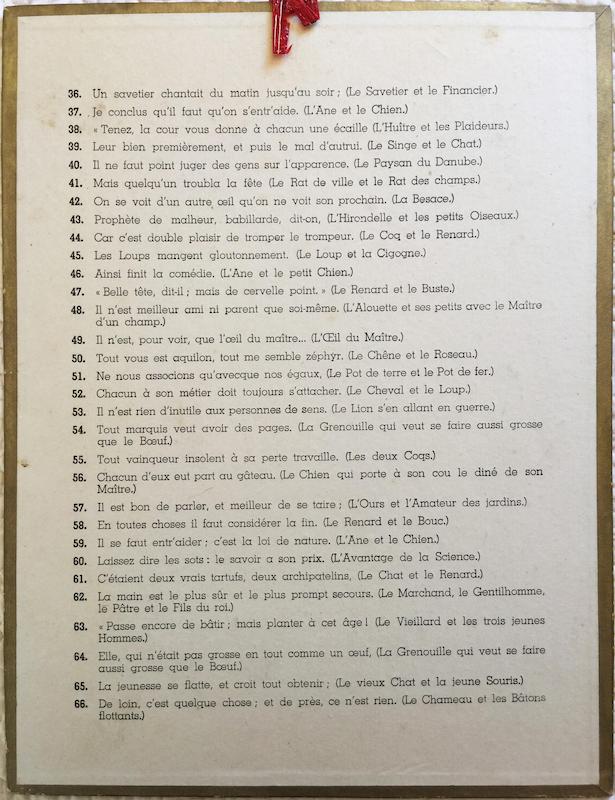 36. Un savetier chantait du matin jusqu'au soir ; (Le Savetier et le Financier.)
37. Je conclus qu'il faut qu'on s'entr'aide. (L'Ane et le Chien.)
38. « Tenez, la cour vous donne à chacun une écaille (L'Huître et les Plaideurs.)
39. Leur bien premièrement, et puis le mal d'autrui. (Le Singe et le Chat.)
40. Il ne faut point juger des gens sur l'apparence. (Le Paysan du Danube.)
41. Mais quelqu'un troubla la fête (Le Rat de ville et le Rat des champs.)
42. On se voit d'un autre œil qu'on ne voit son prochain. (La Besace.)
43. Prophète de malheur, babillarde, dit-on, (L'Hirondelle et les petits Oiseaux.)
44. Car c'est double plaisir de tromper le trompeur. (Le Coq et le Renard.)
45. Les Loups mangent gloutonnement. (Le Loup et la Cigogne.)
46. Ainsi finit la comédie. (L'Ane et le petit Chien.)
47. « Belle tête, dit-il ; mais de cervelle point. » (Le Renard et le Buste.)
48. Il n'est meilleur ami ni parent que soi-même. (L'Alouette et ses petits avec le Maître
d'un champ.)
49. Il n'est, pour voir, que l'œil du maître... (L'Œil du Maître.)
50. Tout vous est aquilon, tout me semble zéphyr. (Le Chêne et le Roseau.)
51. Ne nous associons qu'avecque nos égaux, (Le Pot de terre et le Pot de fer.)
52. Chacun à son métier doit toujours s'attacher. (Le Cheval et le Loup.)
53. Il n'est rien d'inutile aux personnes de sens. (Le Lion s'en allant en guerre.)
54. Tout marquis veut avoir des pages. (La Grenouille qui veut se faire aussi grosse
que le Bœuf.)
55. Tout vainqueur insolent à sa perte travaille. (Les deux Coqs.)
56. Chacun d'eux eut part au gâteau. (Le Chien qui porte à son cou le dîné de son
Maître.)
57. Il est bon de parler, et meilleur de se taire ; (L'Ours et l'Amateur des jardins.)
58. En toutes choses il faut considérer la fin. (Le Renard et le Bouc.)
59. Il se faut entr'aider ; c'est la loi de nature. (L'Ane et le Chien.)
60. Laissez dire les sots : le savoir a son prix. (L'Avantage de la Science.)
61. C'étaient deux vrais tartufs, deux archipatelins, (Le Chat et le Renard.)
62. La main est le plus sûr et le plus prompt secours. (Le Marchand, le Gentilhomme,
le Pâtre et le Fils du roi.)
63. « Passe encore de bâtir ; mais planter à cet âge ! (Le Vieillard et les trois jeunes
Hommes.)
64. Elle, qui n'était pas grosse en tout comme un œuf, (La Grenouille qui veut se faire
aussi grosse que le Bœuf.)
65. La jeunesse se flatte, et croit tout obtenir ; (Le vieux Chat et la jeune Souris.)
66. De loin, c'est quelque chose ; et de près, ce n'est rien. (Le Chameau et les Bâtons
flottants.)